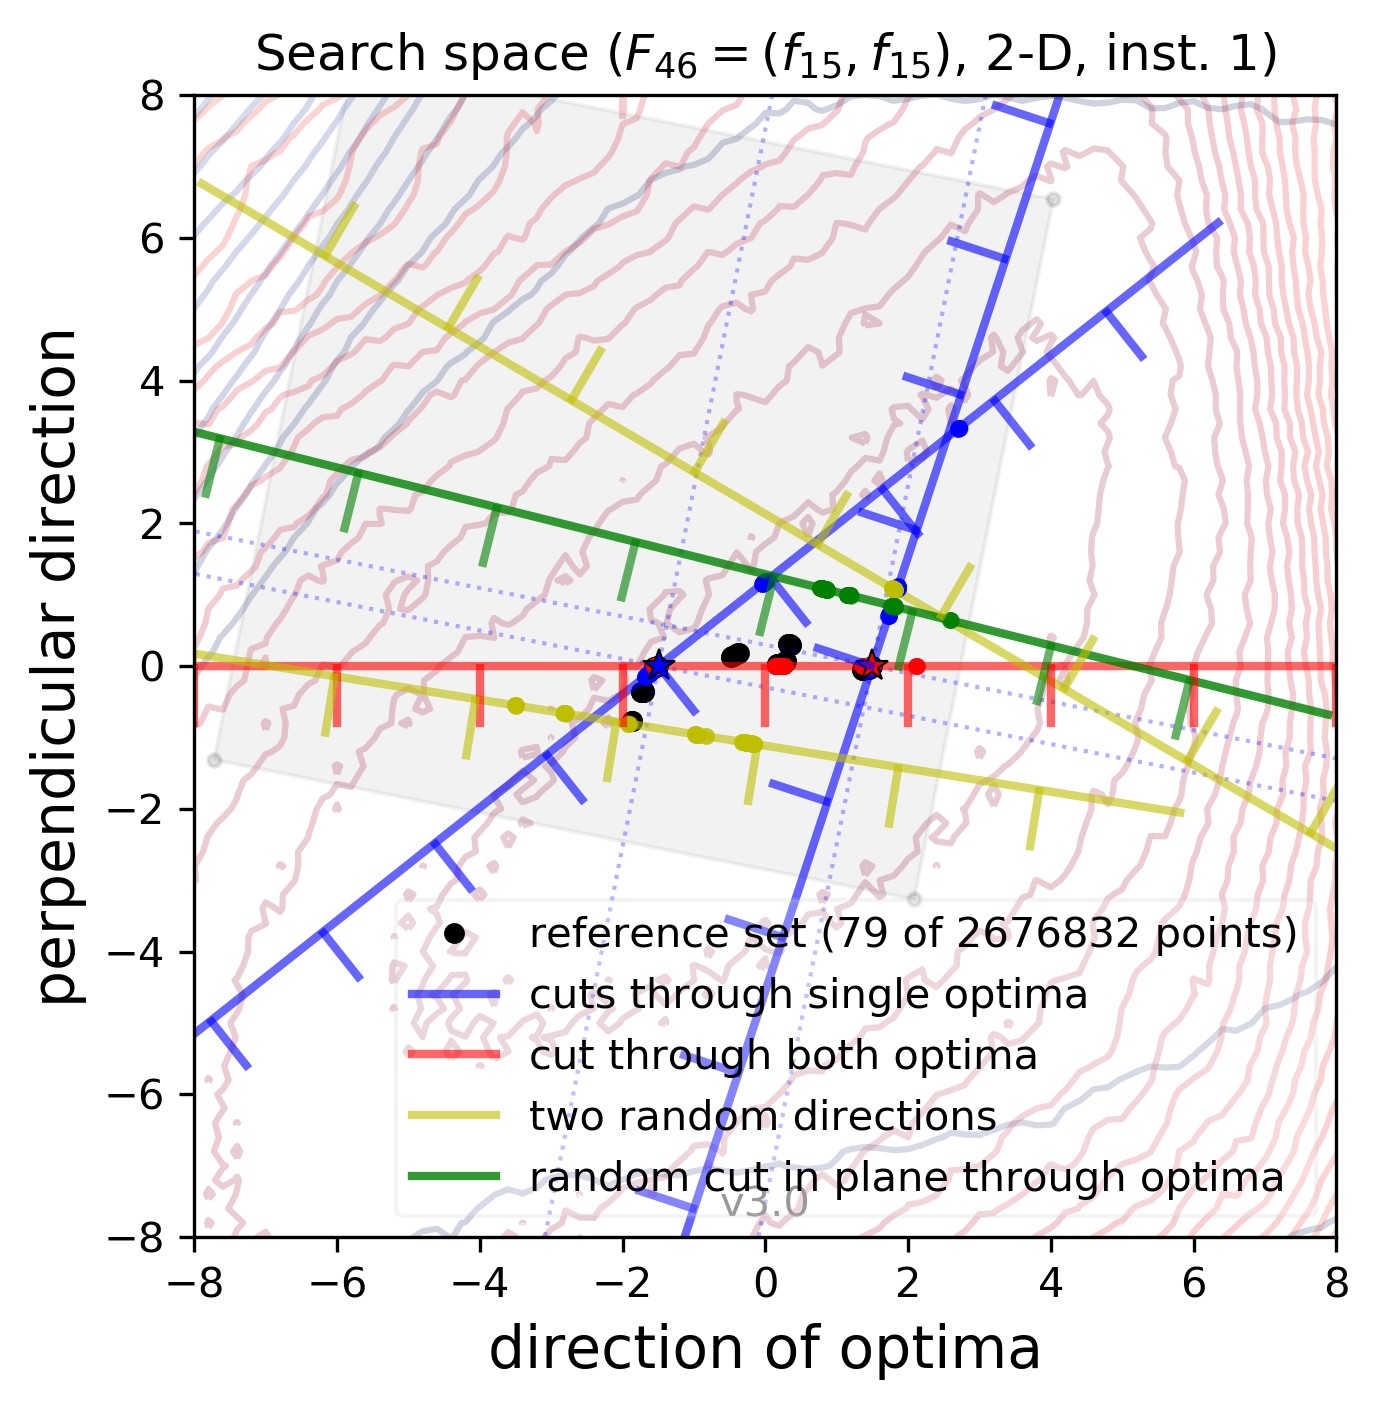 Search space (F₄₆ = (f₁₅, f₁₅), 2-D, inst. 1)
8
6
4
2
0
−2
−4
−6
−8
perpendicular direction
reference set (79 of 2676832 points)
cuts through single optima
cut through both optima
two random directions
random cut in plane through optima
v3.0
−8 −6 −4 −2 0 2 4 6 8
direction of optima